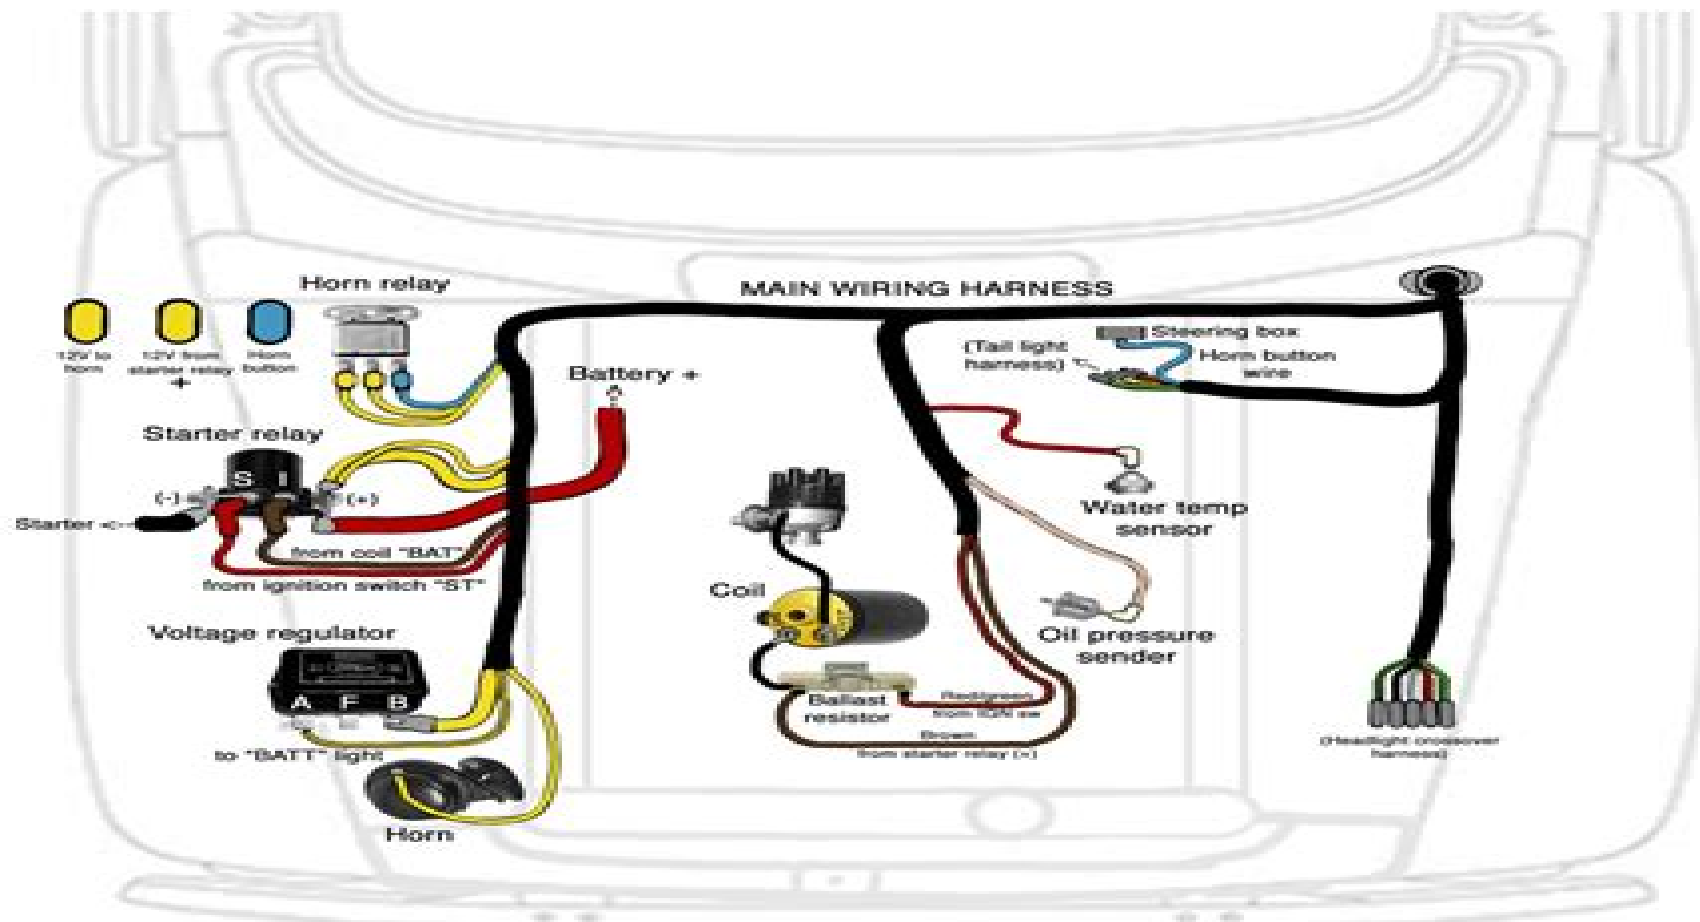 Horn relay
MAIN WIRING HARNESS
12V to
horn
12V from
starter relay
+
Horn
button
Steering box
(Tail light
harness)
Horn button
wire
Battery +
Starter relay
S I
(-)
(+)
Starter <--
from coil "BAT"
from ignition switch "ST"
Water temp
sensor
Coil
Oil pressure
sender
Voltage regulator
A F B
to "BATT" light
Horn
Ballast
resistor
Red/green
from IGN sw
Brown
from starter relay (-)
(Headlight crossover
harness)